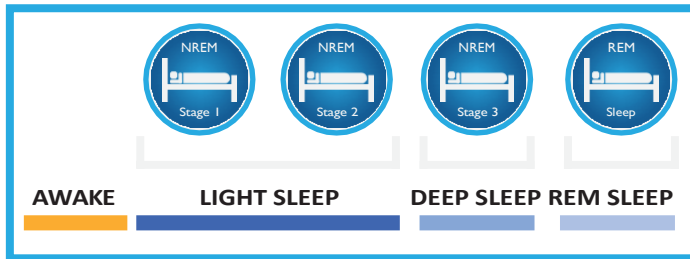 NREM NREM NREM REM
Stage 1 Stage 2 Stage 3 Sleep
AWAKE LIGHT SLEEP DEEP SLEEP REM SLEEP